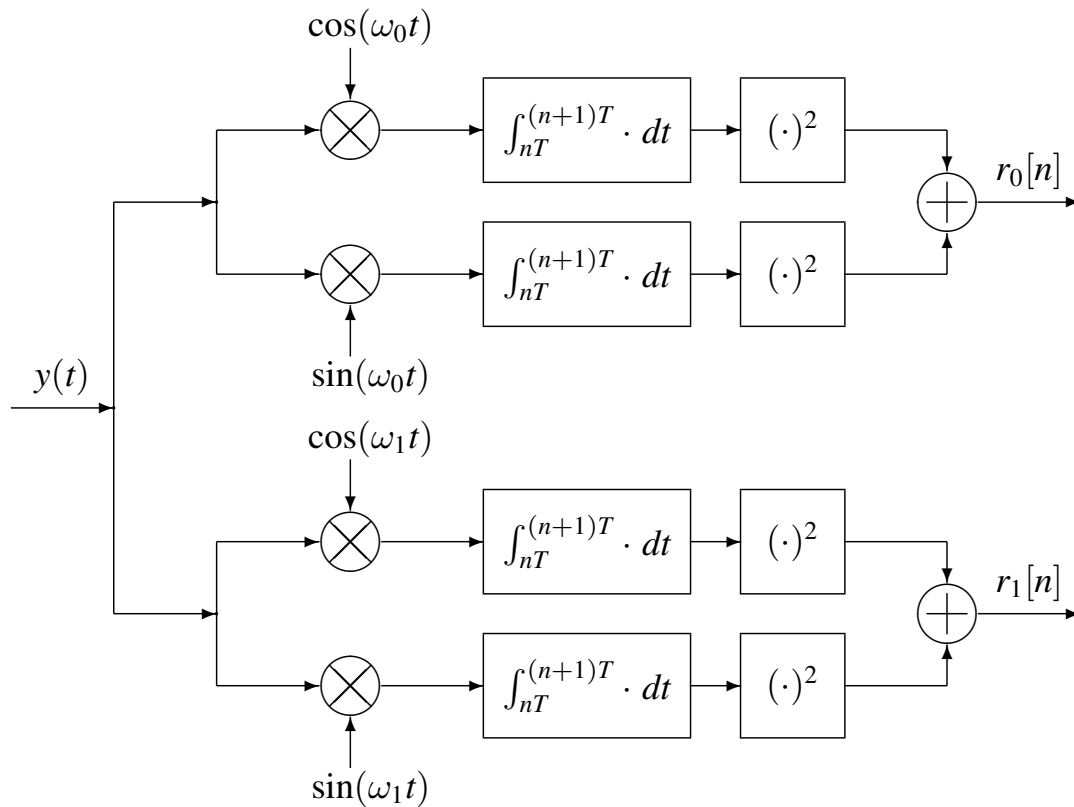 cos(ω₀t)
∫_{nT}^{(n+1)T} · dt
(·)²
r₀[n]
∫_{nT}^{(n+1)T} · dt
(·)²
sin(ω₀t)
y(t)
cos(ω₁t)
∫_{nT}^{(n+1)T} · dt
(·)²
r₁[n]
∫_{nT}^{(n+1)T} · dt
(·)²
sin(ω₁t)